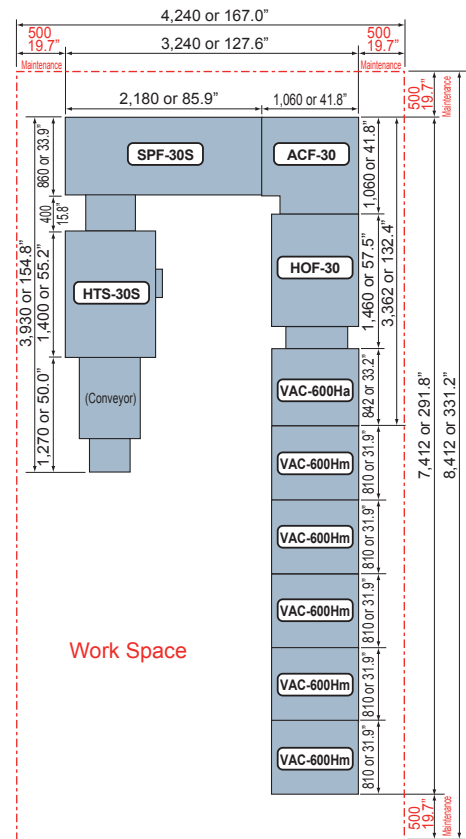 4,240 or 167.0"
500
19.7"
Maintenance
3,240 or 127.6"
500
19.7"
Maintenance
2,180 or 85.9"
1,060 or 41.8"
500
19.7"
Maintenance
860 or 33.9"
SPF-30S
ACF-30
1,060 or 41.8"
400
15.8"
3,930 or 154.8"
1,400 or 55.2"
HTS-30S
HOF-30
1,460 or 57.5"
3,362 or 132.4"
1,270 or 50.0"
(Conveyor)
VAC-600Ha
842 or 33.2"
7,412 or 291.8"
8,412 or 331.2"
VAC-600Hm
810 or 31.9"
VAC-600Hm
810 or 31.9"
VAC-600Hm
810 or 31.9"
Work Space
VAC-600Hm
810 or 31.9"
VAC-600Hm
810 or 31.9"
500
19.7"
Maintenance